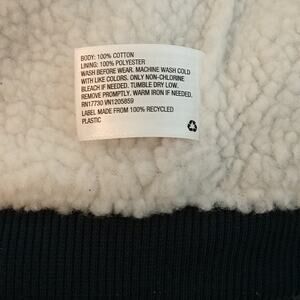 BODY: 100% COTTON
LINING: 100% POLYESTER
WASH BEFORE WEAR. MACHINE WASH COLD
WITH LIKE COLORS. ONLY NON-CHLORINE
BLEACH IF NEEDED. TUMBLE DRY LOW.
REMOVE PROMPTLY. WARM IRON IF NEEDED.
RN17730 VN1205859
LABEL MADE FROM 100% RECYCLED
PLASTIC